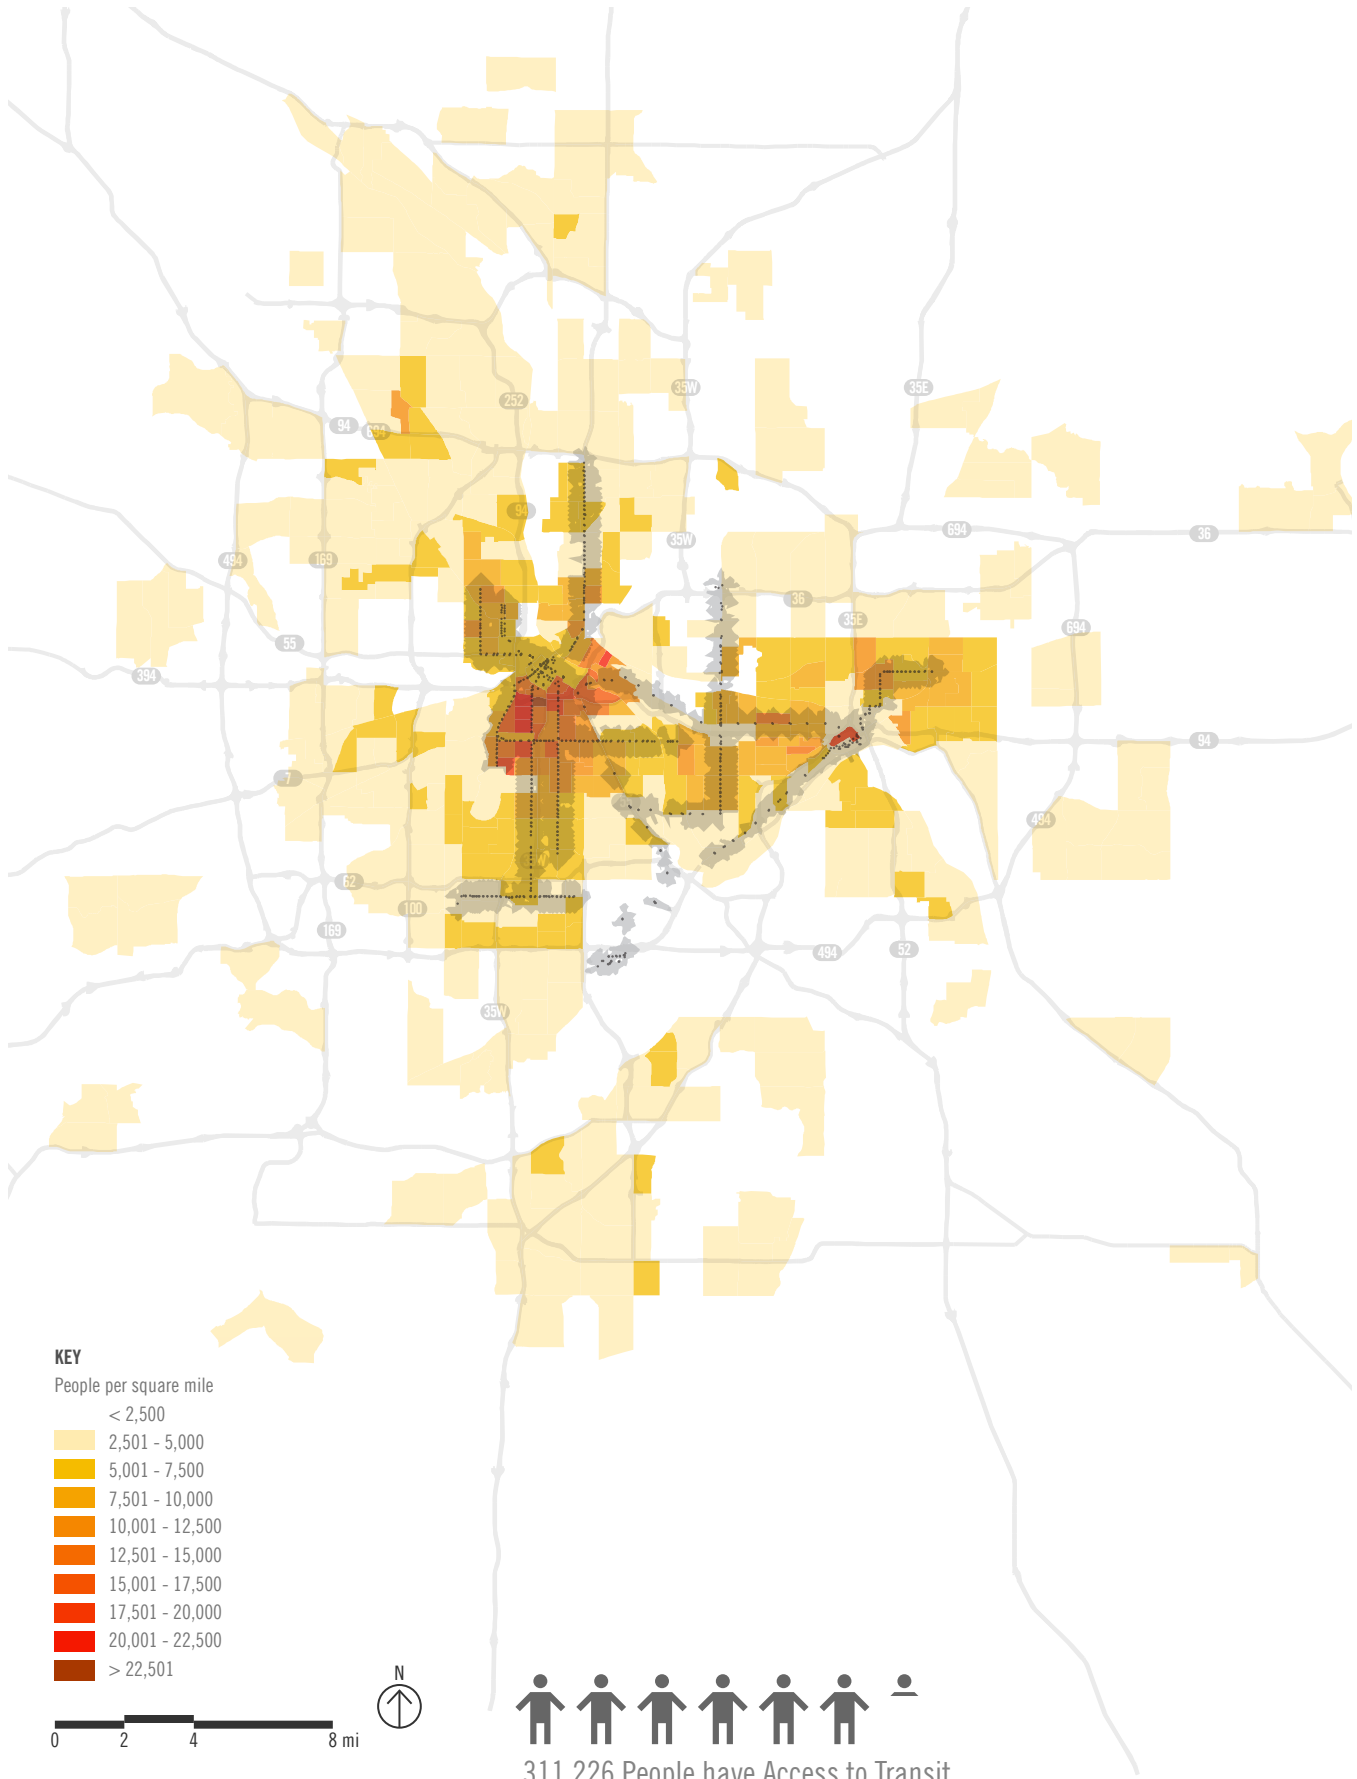 252
35W
35E
94
694
94
494
169
35W
694
36
36
35E
694
55
394
94
7
494
62
100
169
494
52
35W
KEY
People per square mile
< 2,500
2,501 - 5,000
5,001 - 7,500
7,501 - 10,000
10,001 - 12,500
12,501 - 15,000
15,001 - 17,500
17,501 - 20,000
20,001 - 22,500
> 22,501
N
0 2 4 8 mi
311,226 People have Access to Transit